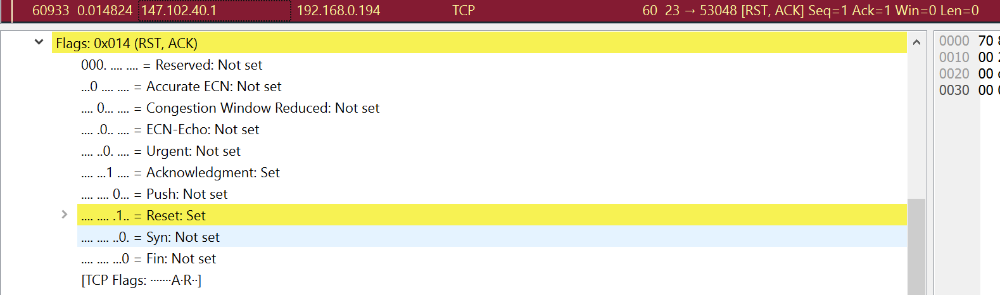 60933 0.014824 147.102.40.1 192.168.0.194 TCP 60 23 → 53048 [RST, ACK] Seq=1 Ack=1 Win=0 Len=0
Flags: 0x014 (RST, ACK)
000. .... .... = Reserved: Not set
...0 .... .... = Accurate ECN: Not set
.... 0... .... = Congestion Window Reduced: Not set
.... .0.. .... = ECN-Echo: Not set
.... ..0. .... = Urgent: Not set
.... ...1 .... = Acknowledgment: Set
.... .... 0... = Push: Not set
.... .... .1.. = Reset: Set
.... .... ..0. = Syn: Not set
.... .... ...0 = Fin: Not set
[TCP Flags: ·······A·R··]
0000 70
0010 00
0020 00
0030 00